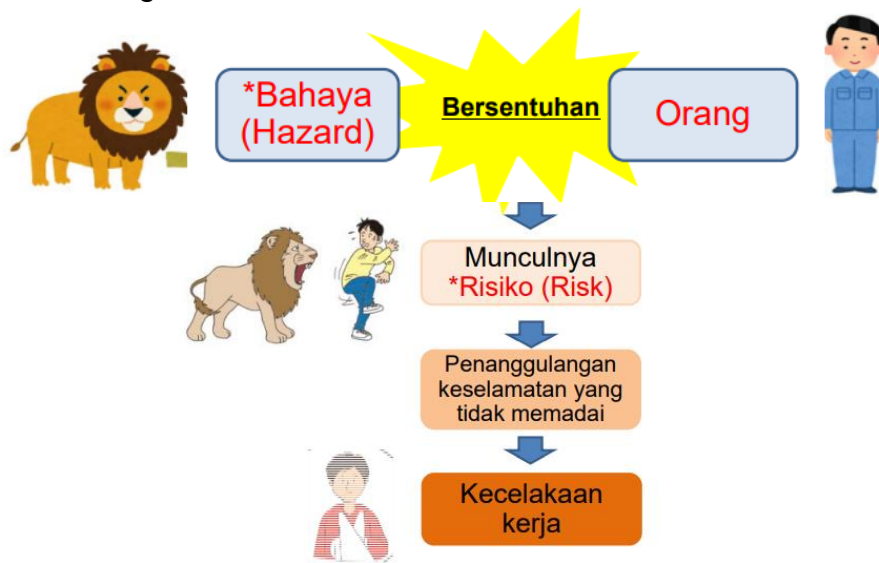 *Bahaya
(Hazard)
Bersentuhan
Orang
Munculnya
*Risiko (Risk)
Penanggulangan
keselamatan yang
tidak memadai
Kecelakaan
kerja